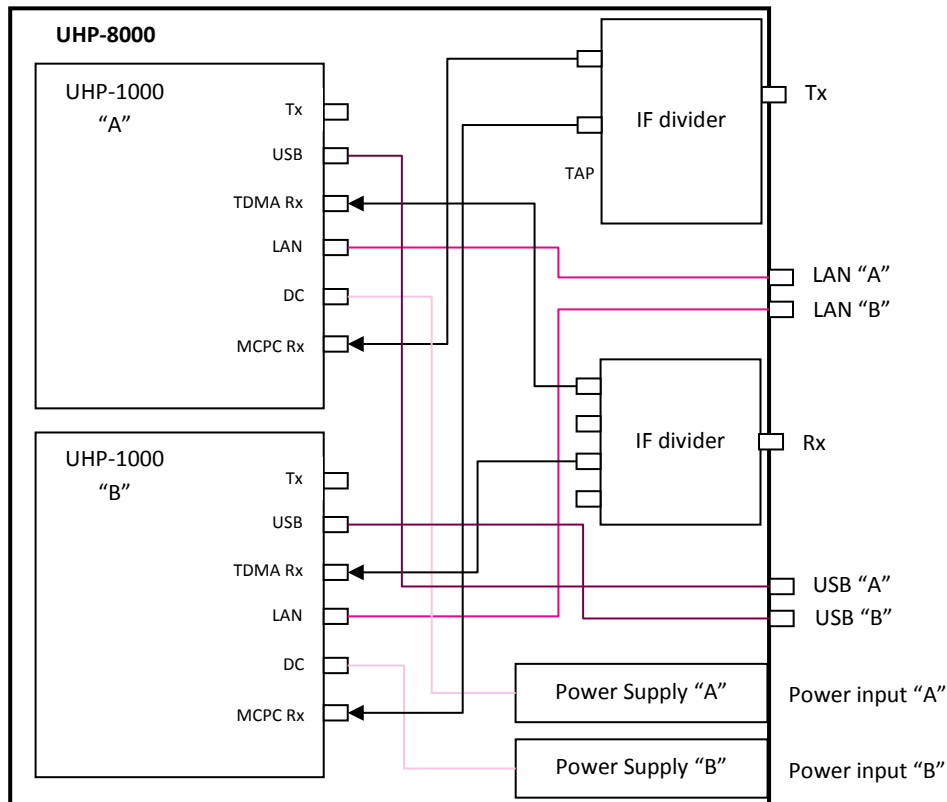 UHP-8000
UHP-1000
“A”
Tx
USB
TDMA Rx
LAN
DC
MCPC Rx
IF divider
TAP
Tx
LAN “A”
LAN “B”
UHP-1000
“B”
Tx
USB
TDMA Rx
LAN
DC
MCPC Rx
IF divider
Rx
USB “A”
USB “B”
Power Supply “A”
Power input “A”
Power Supply “B”
Power input “B”